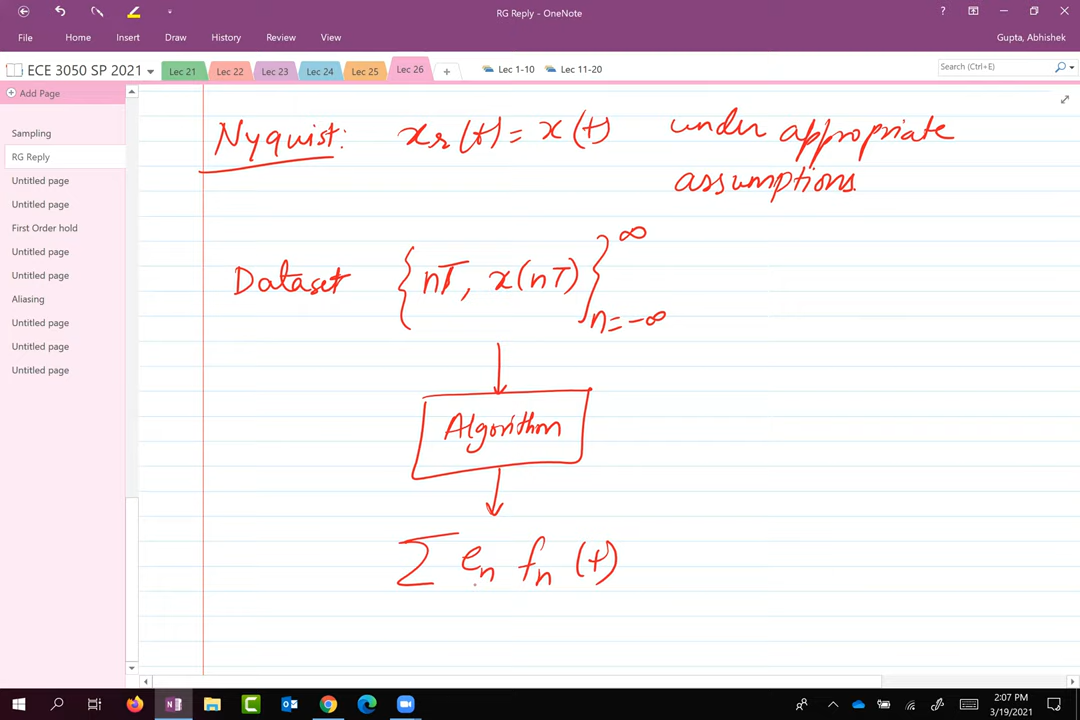 RG Reply - OneNote
File Home Insert Draw History Review View
Gupta, Abhishek
ECE 3050 SP 2021
Lec 21 Lec 22 Lec 23 Lec 24 Lec 25 Lec 26
Lec 1-10 Lec 11-20
Search (Ctrl+E)
Add Page
Sampling
RG Reply
Untitled page
Untitled page
First Order hold
Untitled page
Untitled page
Aliasing
Untitled page
Untitled page
Untitled page
Nyquist: xr(t) = x(t) under appropriate
assumptions.
Dataset {nT, x(nT)}∞n=-∞
Algorithm
Σ en fn (t)
2:07 PM
3/19/2021